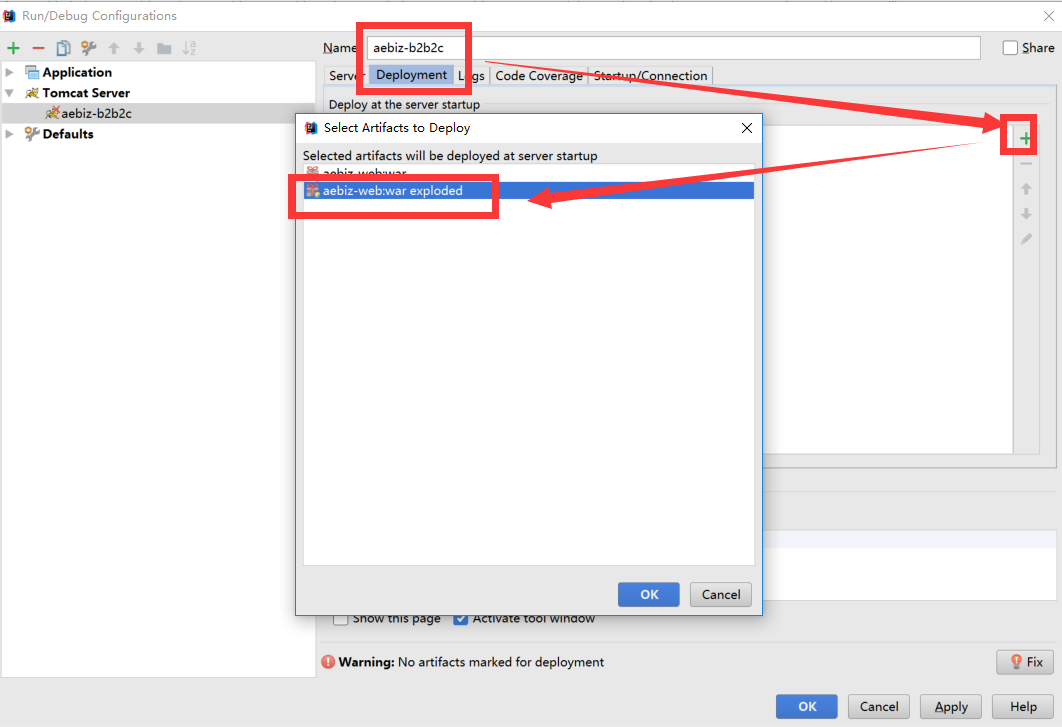 Run/Debug Configurations
Name aebiz-b2b2c Share
Application
Tomcat Server
aebiz-b2b2c
Defaults
Server Deployment Logs Code Coverage Startup/Connection
Deploy at the server startup
Select Artifacts to Deploy
Selected artifacts will be deployed at server startup
aebiz-web:war
aebiz-web:war exploded
OK Cancel
Show this page Activate tool window
Warning: No artifacts marked for deployment Fix
OK Cancel Apply Help